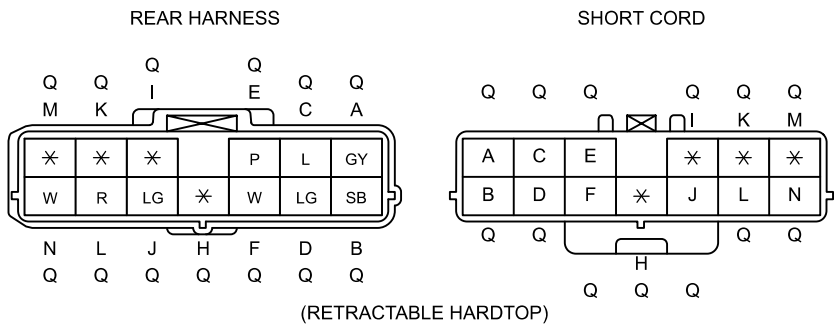 REAR HARNESS SHORT CORD
Q Q Q Q Q Q Q Q Q Q Q Q
M K I E C A I K M
* * * P L GY A C E * * *
W R LG * W LG SB B D F * J L N
N L J H F D B Q Q Q Q
Q Q Q Q Q Q Q H
Q Q Q
(RETRACTABLE HARDTOP)